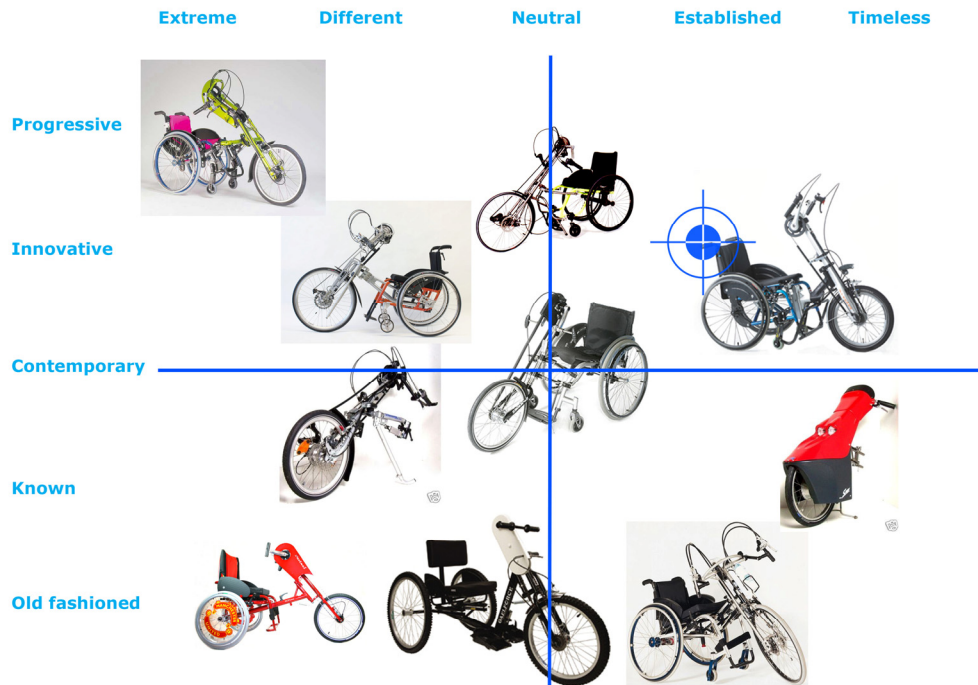 Extreme Different Neutral Established Timeless
Progressive
Innovative
Contemporary
Known
Old fashioned